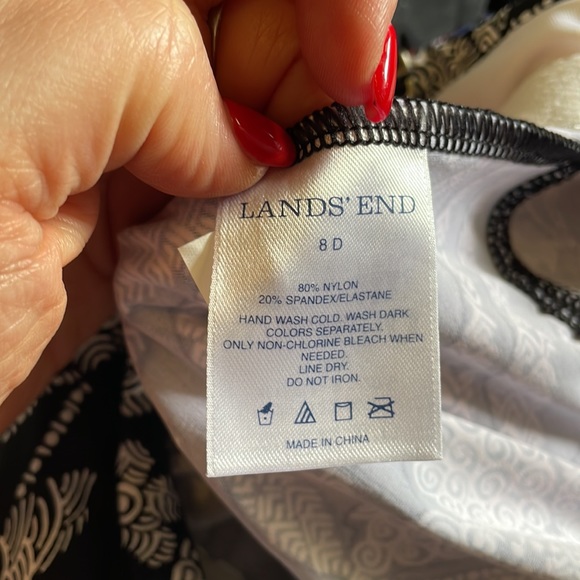 LANDS' END
8 D
80% NYLON
20% SPANDEX/ELASTANE
HAND WASH COLD. WASH DARK
COLORS SEPARATELY.
ONLY NON-CHLORINE BLEACH WHEN
NEEDED.
LINE DRY.
DO NOT IRON.
MADE IN CHINA